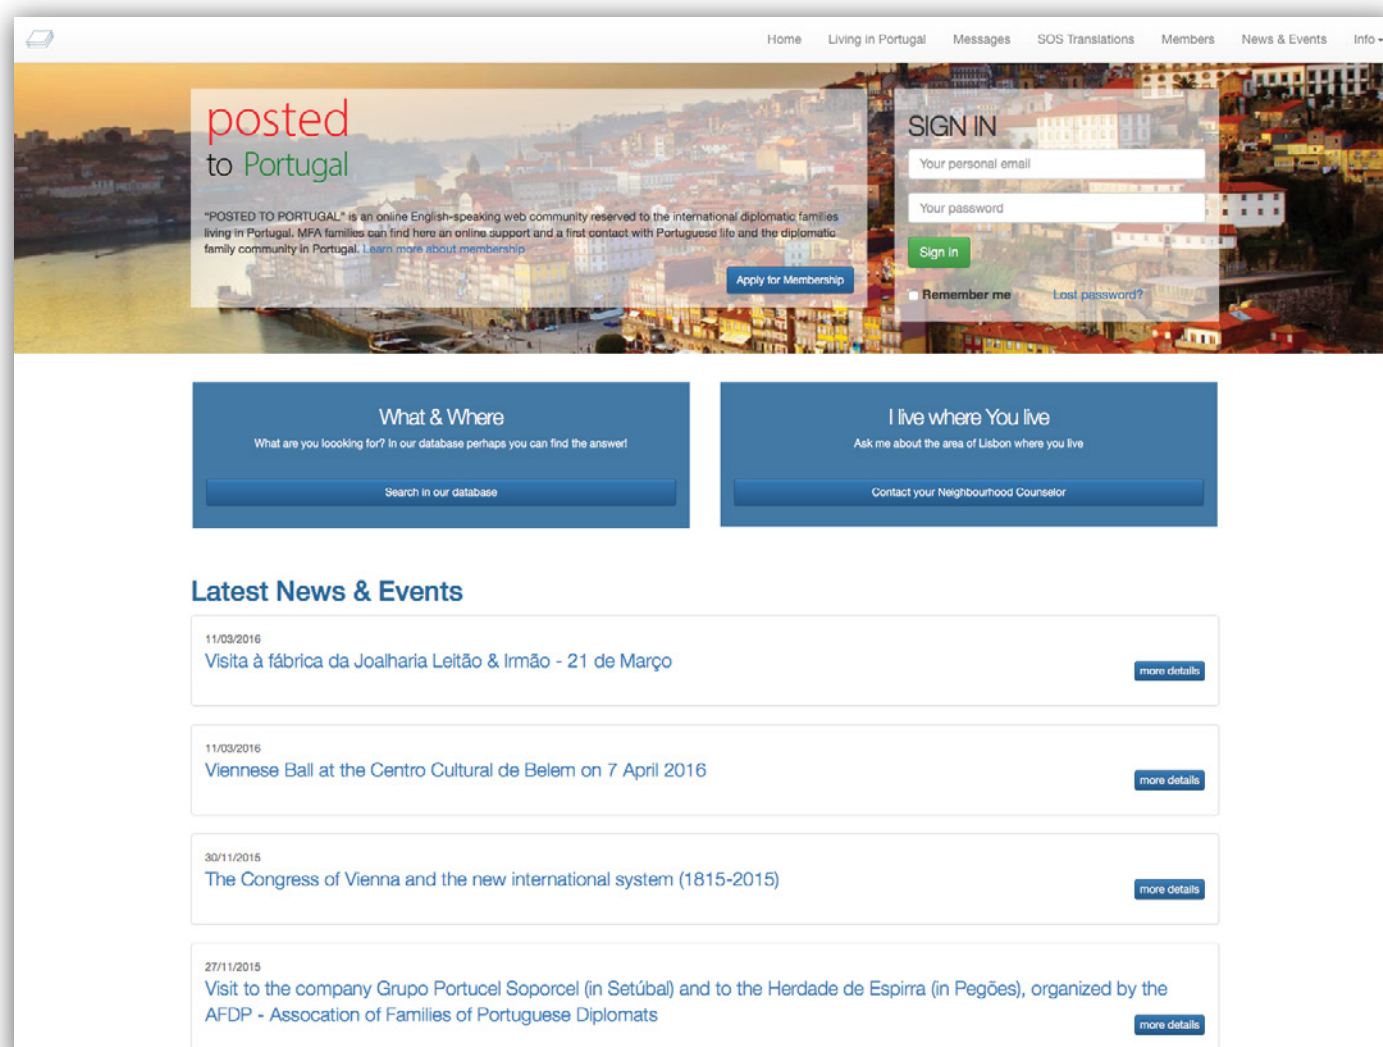 Home Living in Portugal Messages SOS Translations Members News & Events Info
posted
to Portugal
"POSTED TO PORTUGAL" is an online English-speaking web community reserved to the international diplomatic families
living in Portugal. MFA families can find here an online support and a first contact with Portuguese life and the diplomatic
family community in Portugal. Learn more about membership
Apply for Membership
SIGN IN
Your personal email
Your password
Sign in
Remember me Lost password?
What & Where
What are you loooking for? In our database perhaps you can find the answer!
Search in our database
I live where You live
Ask me about the area of Lisbon where you live
Contact your Neighbourhood Counselor
Latest News & Events
11/03/2016
Visita à fábrica da Joalharia Leitão & Irmão - 21 de Março
more details
11/03/2016
Viennese Ball at the Centro Cultural de Belem on 7 April 2016
more details
30/11/2015
The Congress of Vienna and the new international system (1815-2015)
more details
27/11/2015
Visit to the company Grupo Portucel Soporcel (in Setúbal) and to the Herdade de Espirra (in Pegões), organized by the
AFDP - Assocation of Families of Portuguese Diplomats
more details